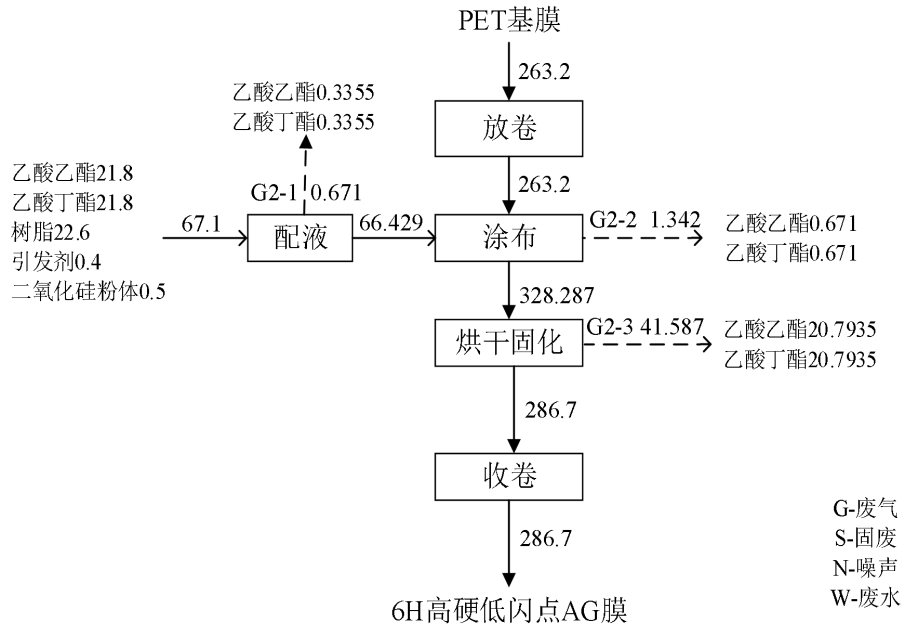 PET基膜
263.2
乙酸乙酯0.3355
乙酸丁酯0.3355
放卷
乙酸乙酯21.8
乙酸丁酯21.8
树脂22.6
引发剂0.4
二氧化硅粉体0.5
G2-1 0.671
263.2
67.1
配液
66.429
涂布
G2-2 1.342
乙酸乙酯0.671
乙酸丁酯0.671
328.287
烘干固化
G2-3 41.587
乙酸乙酯20.7935
乙酸丁酯20.7935
286.7
收卷
286.7
6H高硬低闪点AG膜
G-废气
S-固废
N-噪声
W-废水